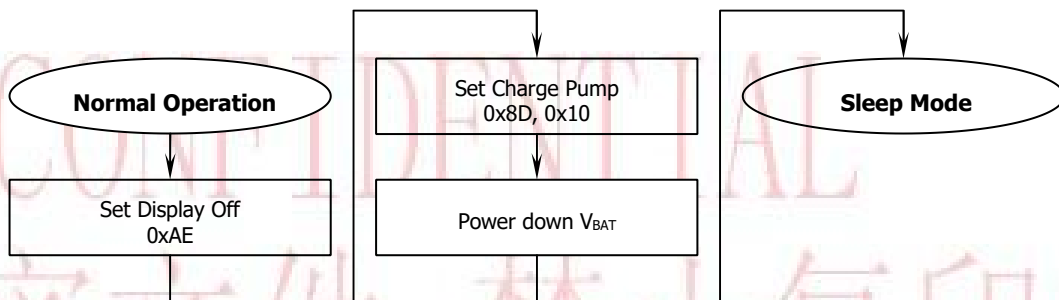 Normal Operation
Set Display Off
0xAE
Set Charge Pump
0x8D, 0x10
Power down VBAT
Sleep Mode
CONFIDENTIAL